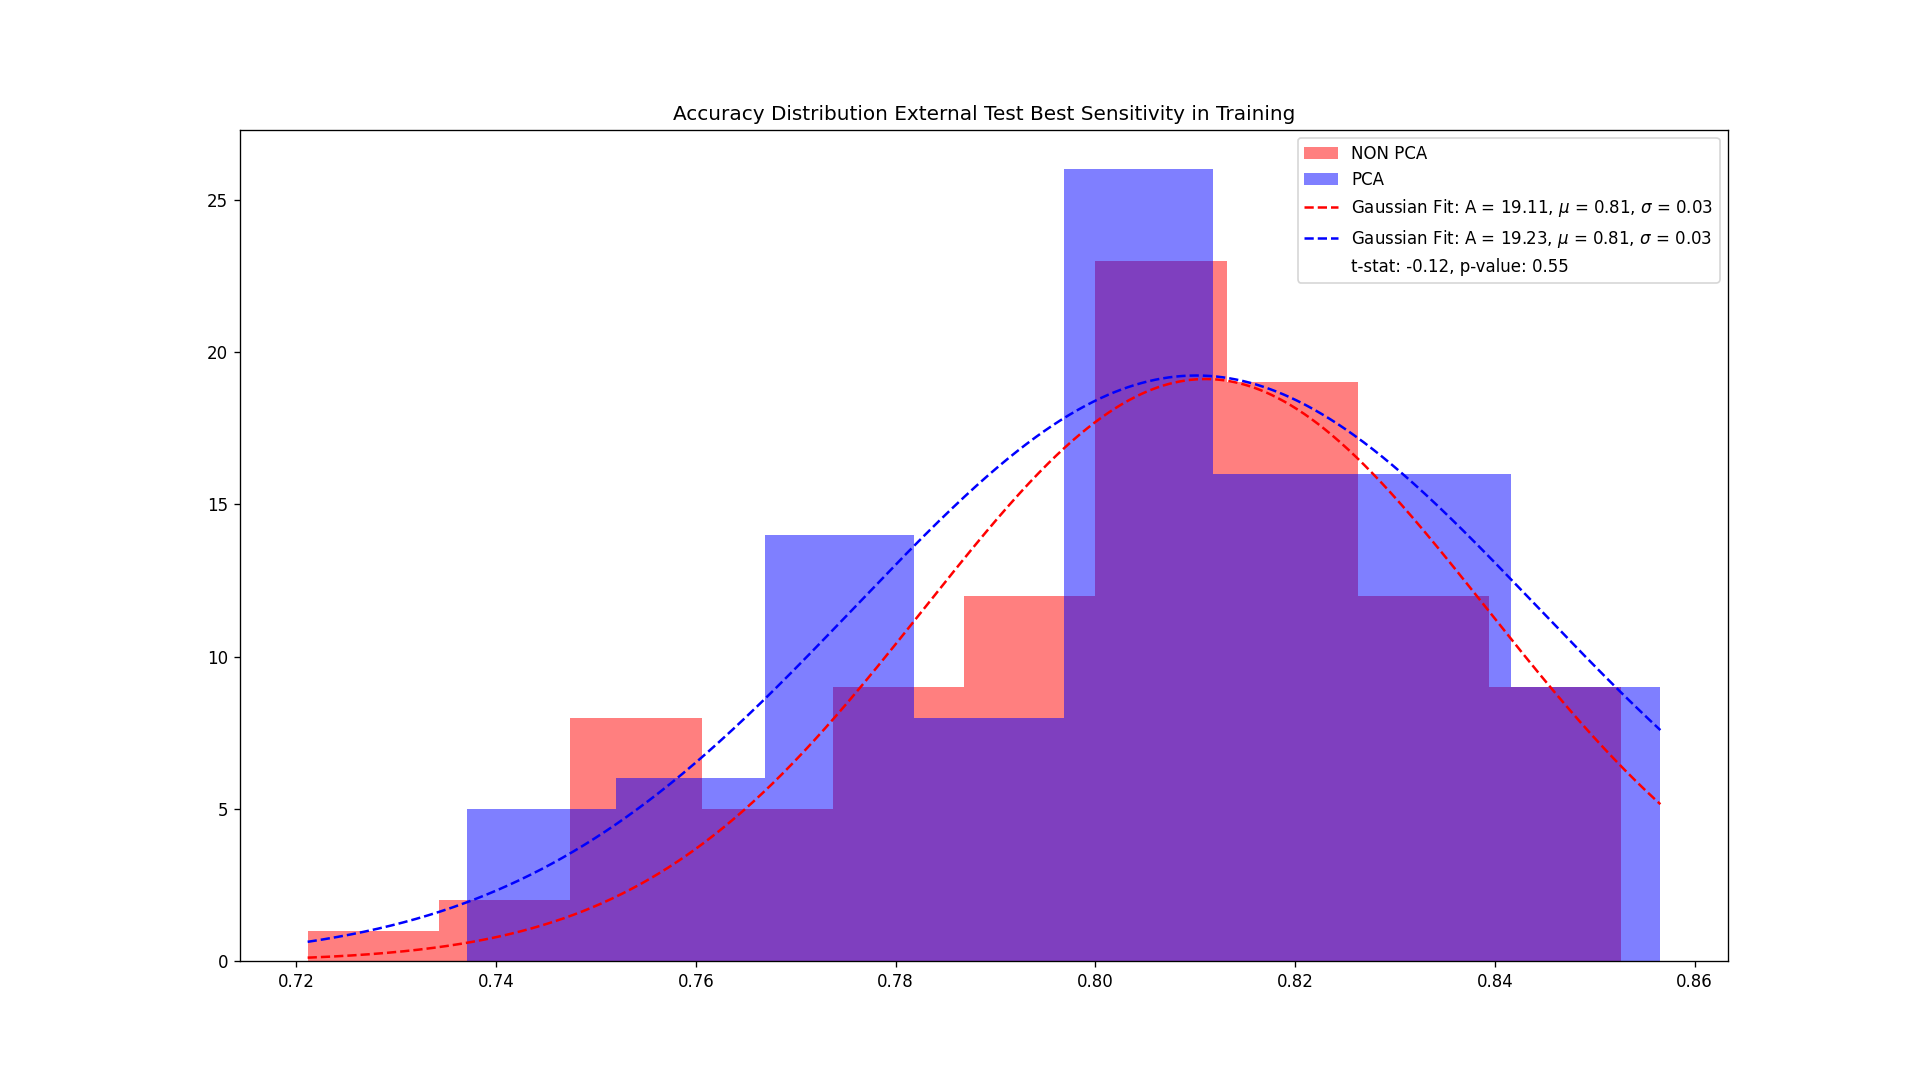 Accuracy Distribution External Test Best Sensitivity in Training
NON PCA
PCA
Gaussian Fit: A = 19.11, μ = 0.81, σ = 0.03
Gaussian Fit: A = 19.23, μ = 0.81, σ = 0.03
t-stat: -0.12, p-value: 0.55
25
20
15
10
5
0
0.72 0.74 0.76 0.78 0.80 0.82 0.84 0.86